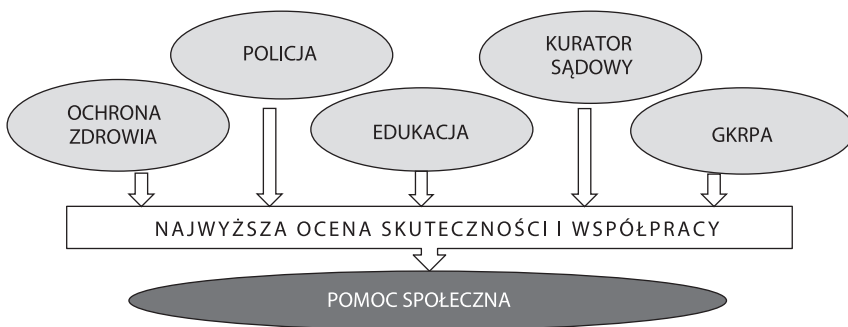 POLICJA
KURATOR
SĄDOWY
OCHRONA
ZDROWIA
EDUKACJA
GKRPA
NAJWYŻSZA OCENA SKUTECZNOŚCI I WSPÓŁPRACY
POMOC SPOŁECZNA